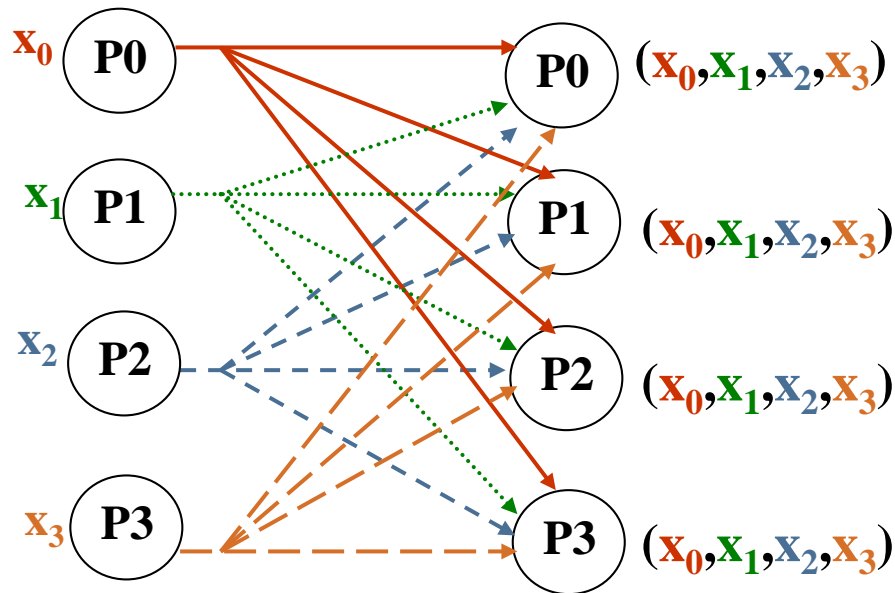 x₀ P0 P0 (x₀,x₁,x₂,x₃)
x₁ P1 P1 (x₀,x₁,x₂,x₃)
x₂ P2 P2 (x₀,x₁,x₂,x₃)
x₃ P3 P3 (x₀,x₁,x₂,x₃)